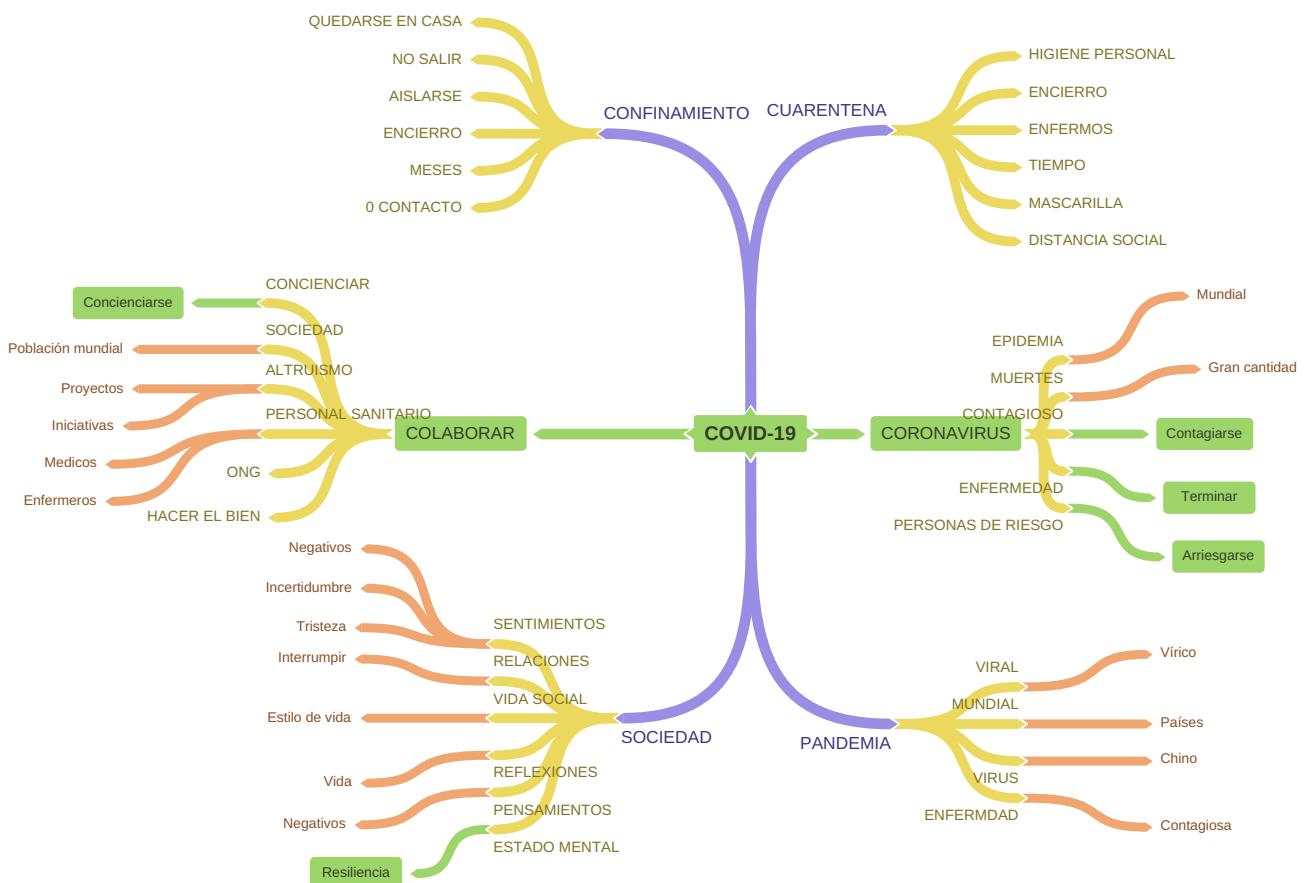 COVID-19
CONFINAMIENTO
QUEDARSE EN CASA
NO SALIR
AISLARSE
ENCIERRO
MESES
0 CONTACTO
CUARENTENA
HIGIENE PERSONAL
ENCIERRO
ENFERMOS
TIEMPO
MASCARILLA
DISTANCIA SOCIAL
COLABORAR
CONCIENCIAR
Concienciarse
SOCIEDAD
Población mundial
ALTRUISMO
Proyectos
Iniciativas
PERSONAL SANITARIO
Medicos
Enfermeros
ONG
HACER EL BIEN
CORONAVIRUS
EPIDEMIA
Mundial
MUERTES
Gran cantidad
CONTAGIOSO
Contagiarse
ENFERMEDAD
Terminar
PERSONAS DE RIESGO
Arriesgarse
SOCIEDAD
SENTIMIENTOS
Negativos
Incertidumbre
Tristeza
RELACIONES
Interrumpir
VIDA SOCIAL
Estilo de vida
REFLEXIONES
Vida
PENSAMIENTOS
Negativos
ESTADO MENTAL
Resiliencia
PANDEMIA
VIRAL
Vírico
MUNDIAL
Países
VIRUS
Chino
ENFERMDAD
Contagiosa